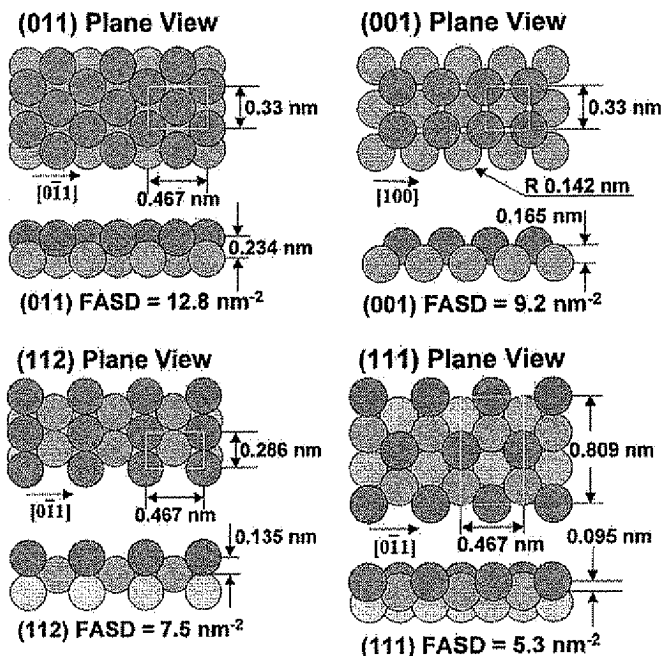 (011) Plane View
0.33 nm
[01̄1]
0.467 nm
0.234 nm
(011) FASD = 12.8 nm⁻²
(001) Plane View
0.33 nm
[100]
R 0.142 nm
0.165 nm
(001) FASD = 9.2 nm⁻²
(112) Plane View
0.286 nm
[01̄1]
0.467 nm
0.135 nm
(112) FASD = 7.5 nm⁻²
(111) Plane View
0.809 nm
[01̄1]
0.467 nm
0.095 nm
(111) FASD = 5.3 nm⁻²